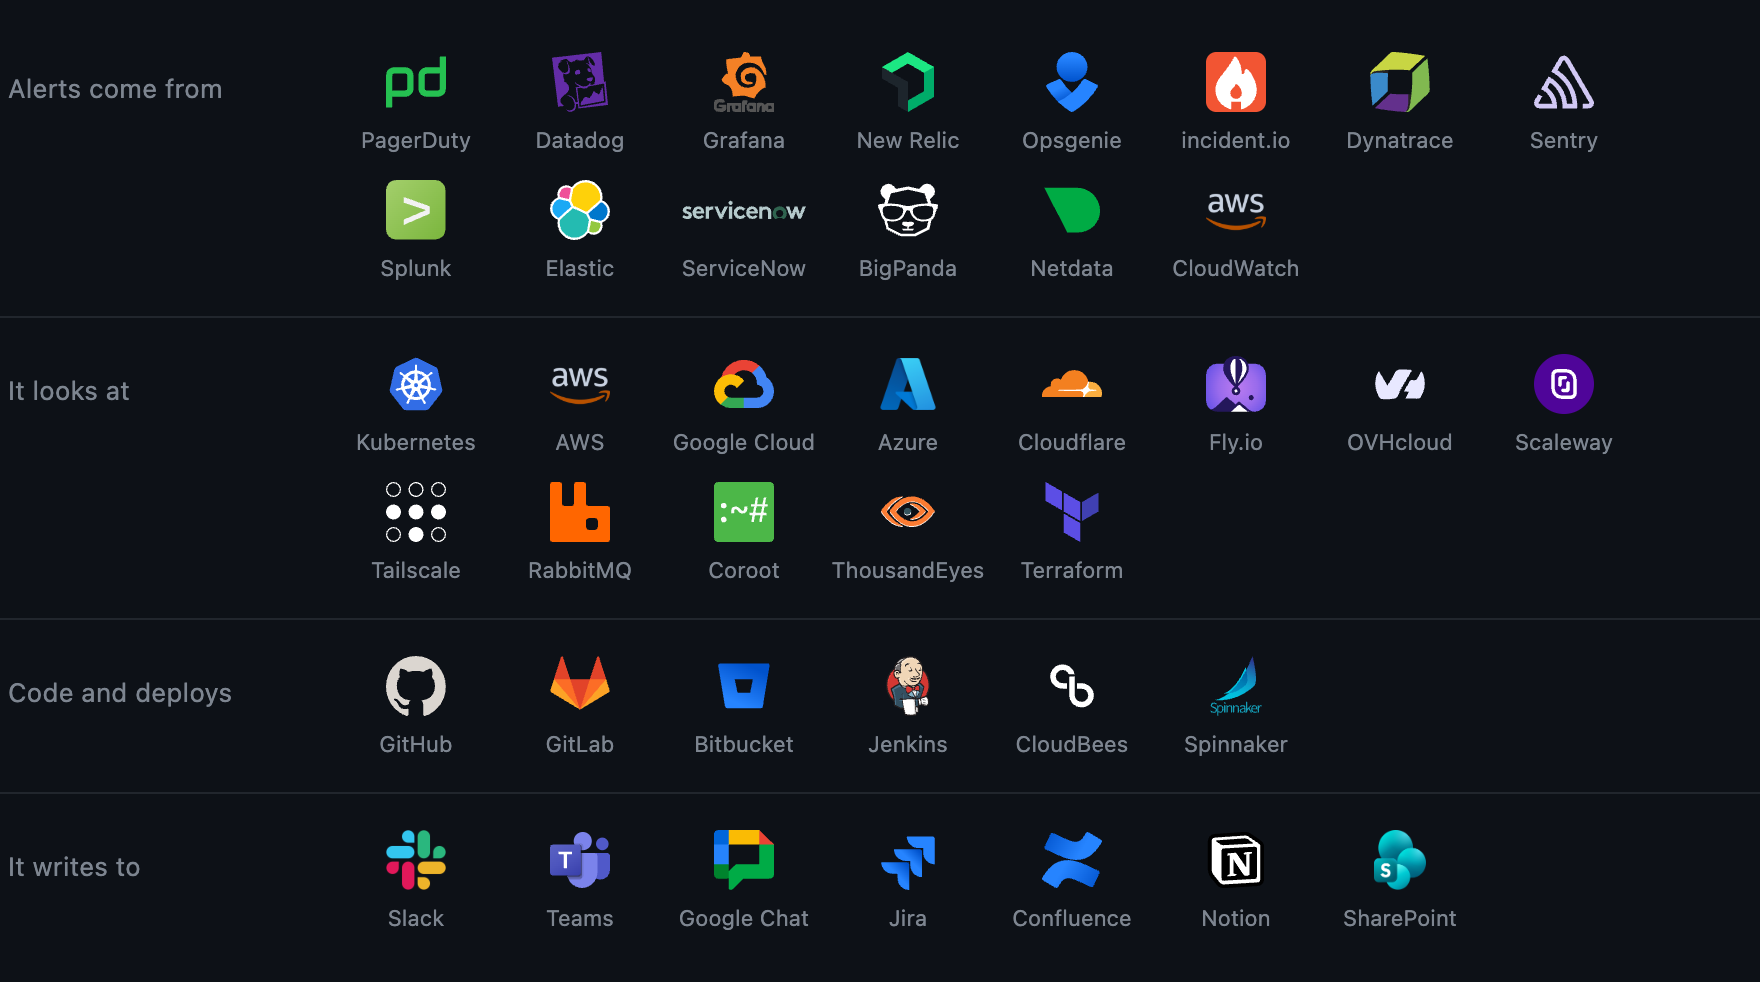 Alerts come from
pd
Grafana
PagerDuty Datadog Grafana New Relic Opsgenie incident.io Dynatrace Sentry
>
servicenow
aws
Splunk Elastic ServiceNow BigPanda Netdata CloudWatch
It looks at
aws
Kubernetes AWS Google Cloud Azure Cloudflare Fly.io OVHcloud Scaleway
:~#
Tailscale RabbitMQ Coroot ThousandEyes Terraform
Code and deploys
Spinnaker
GitHub GitLab Bitbucket Jenkins CloudBees Spinnaker
It writes to
T
N
S
Slack Teams Google Chat Jira Confluence Notion SharePoint